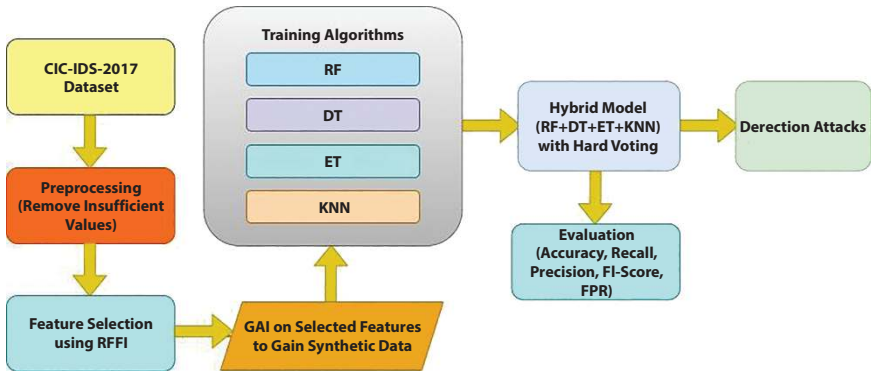 CIC-IDS-2017
Dataset
Preprocessing
(Remove Insufficient
Values)
Feature Selection
using RFFI
GAI on Selected Features
to Gain Synthetic Data
Training Algorithms
RF
DT
ET
KNN
Hybrid Model
(RF+DT+ET+KNN)
with Hard Voting
Derection Attacks
Evaluation
(Accuracy, Recall,
Precision, FI-Score,
FPR)